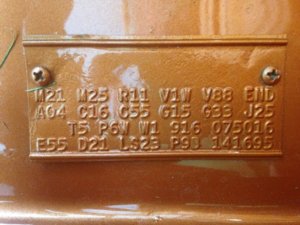 M21 M25 R11 V1W V88 END
A04 C16 C55 G15 G33 J25
T5 P6W W1 916 075016
E55 D21 LS23 P9J 141695